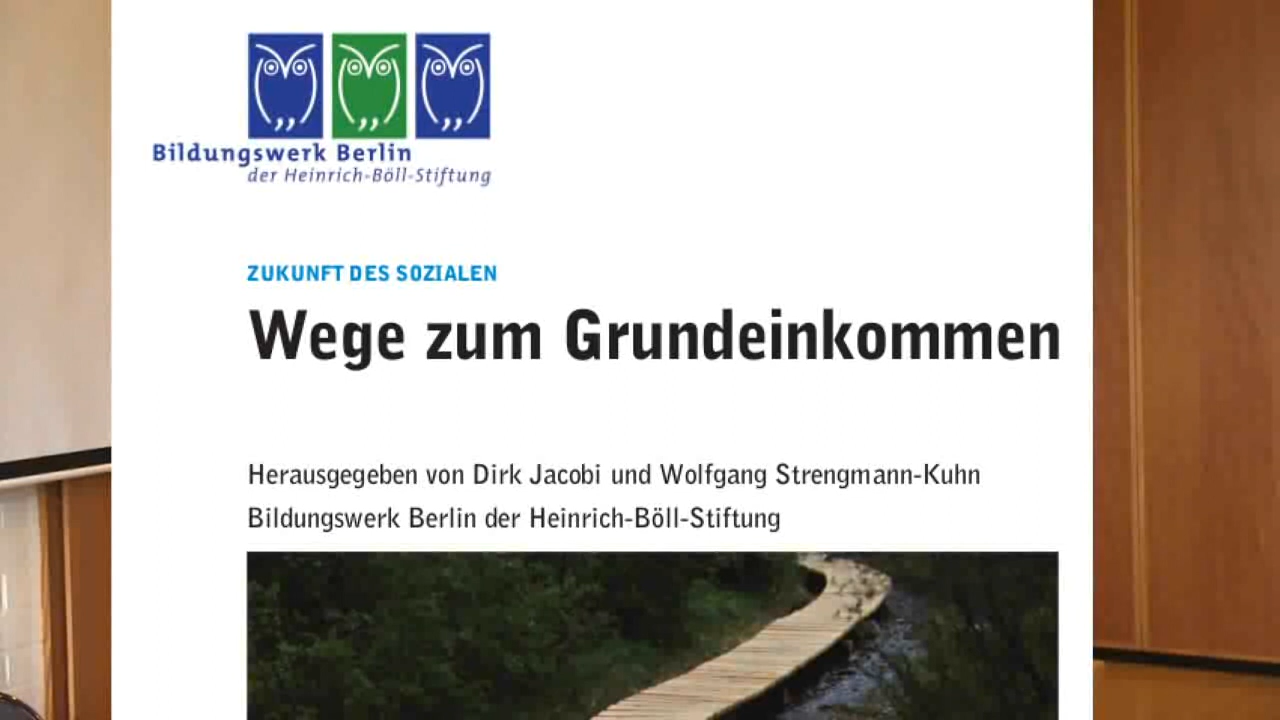 Bildungswerk Berlin
der Heinrich-Böll-Stiftung
ZUKUNFT DES SOZIALEN
Wege zum Grundeinkommen
Herausgegeben von Dirk Jacobi und Wolfgang Strengmann-Kuhn
Bildungswerk Berlin der Heinrich-Böll-Stiftung